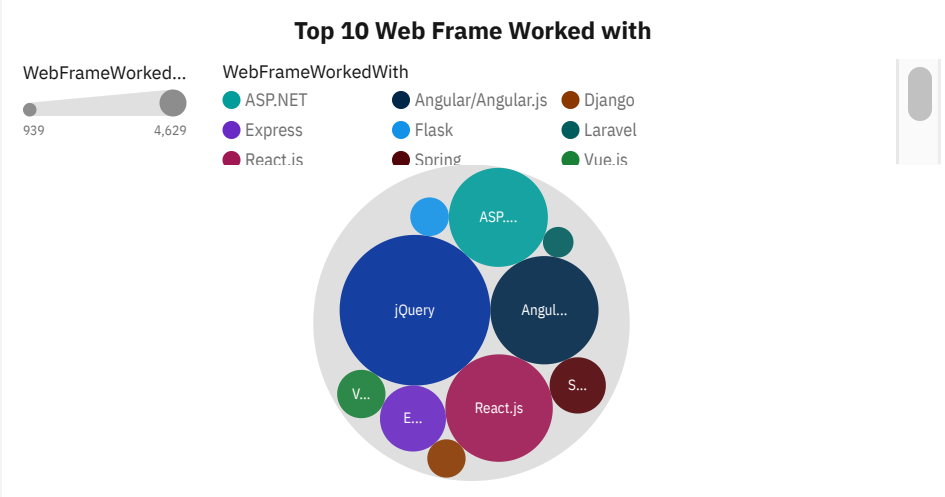 Top 10 Web Frame Worked with
WebFrameWorked...
939 4,629
WebFrameWorkedWith
ASP.NET Angular/Angular.js Django
Express Flask Laravel
React.js Spring Vue.js
ASP....
jQuery Angul...
V... S...
E... React.js